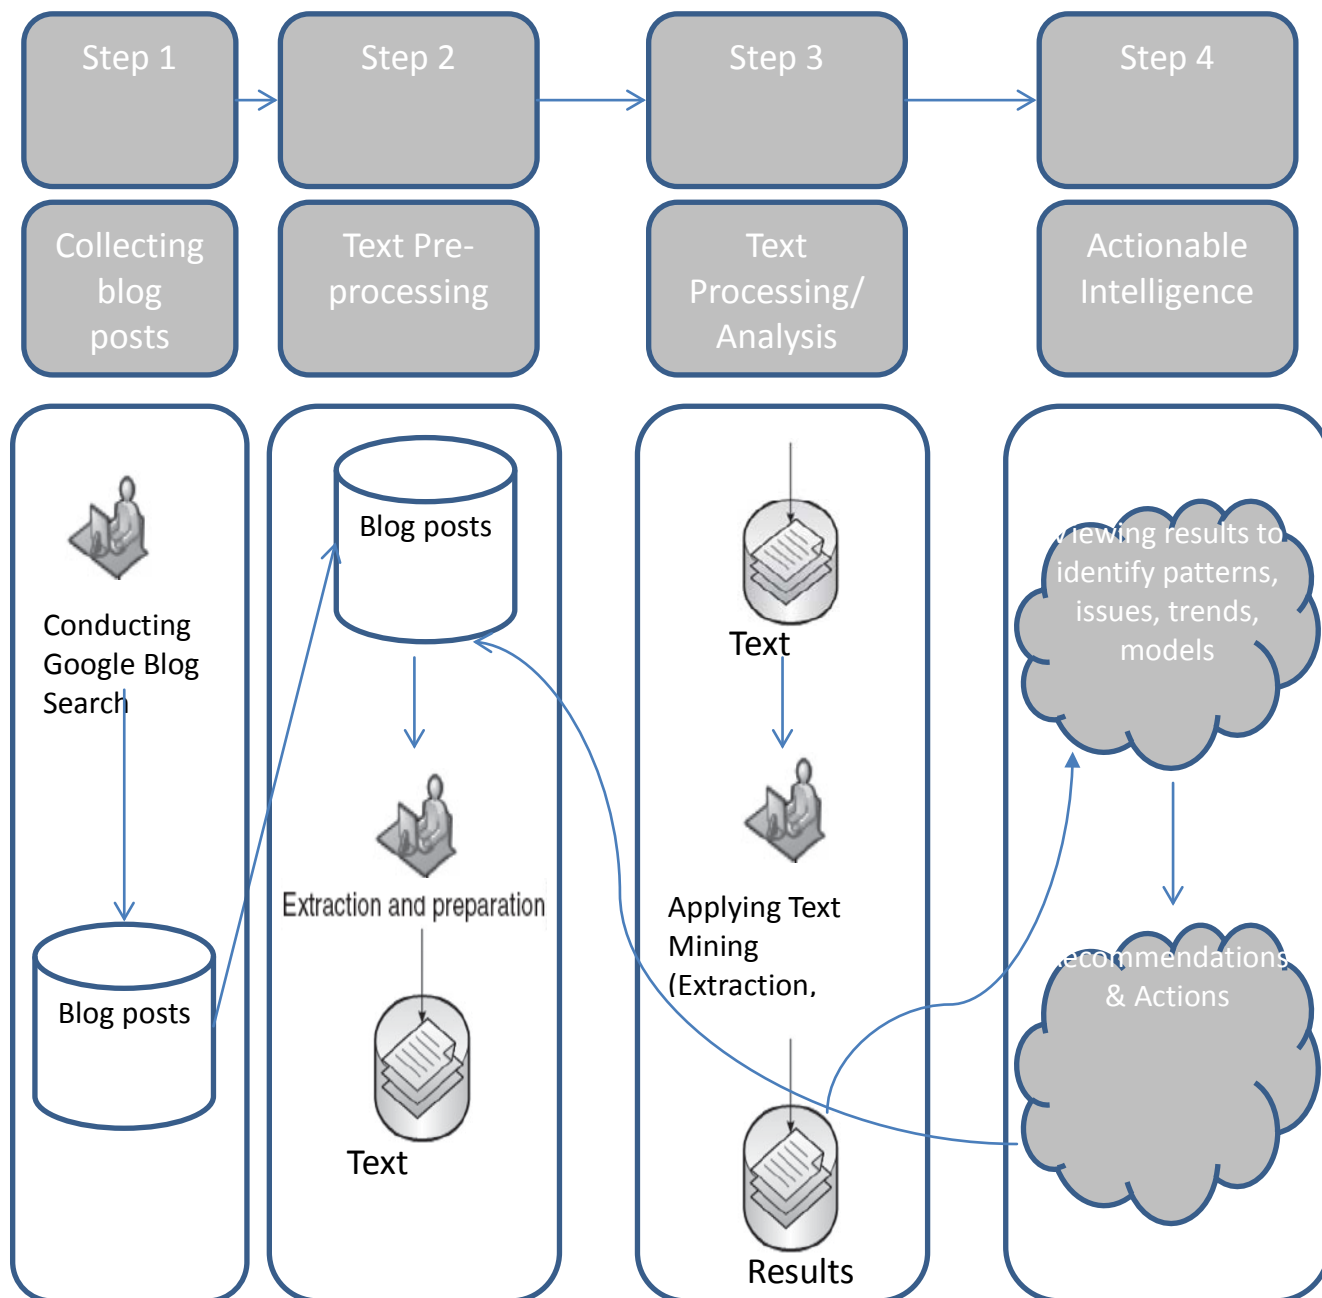 Step 1
Step 2
Step 3
Step 4
Collecting
blog
posts
Text Pre-
processing
Text
Processing/
Analysis
Actionable
Intelligence
Conducting
Google Blog
Search
Blog posts
Blog posts
Extraction and preparation
Text
Text
Applying Text
Mining
(Extraction,
Results
Viewing results to
identify patterns,
issues, trends,
models
Recommendations
& Actions